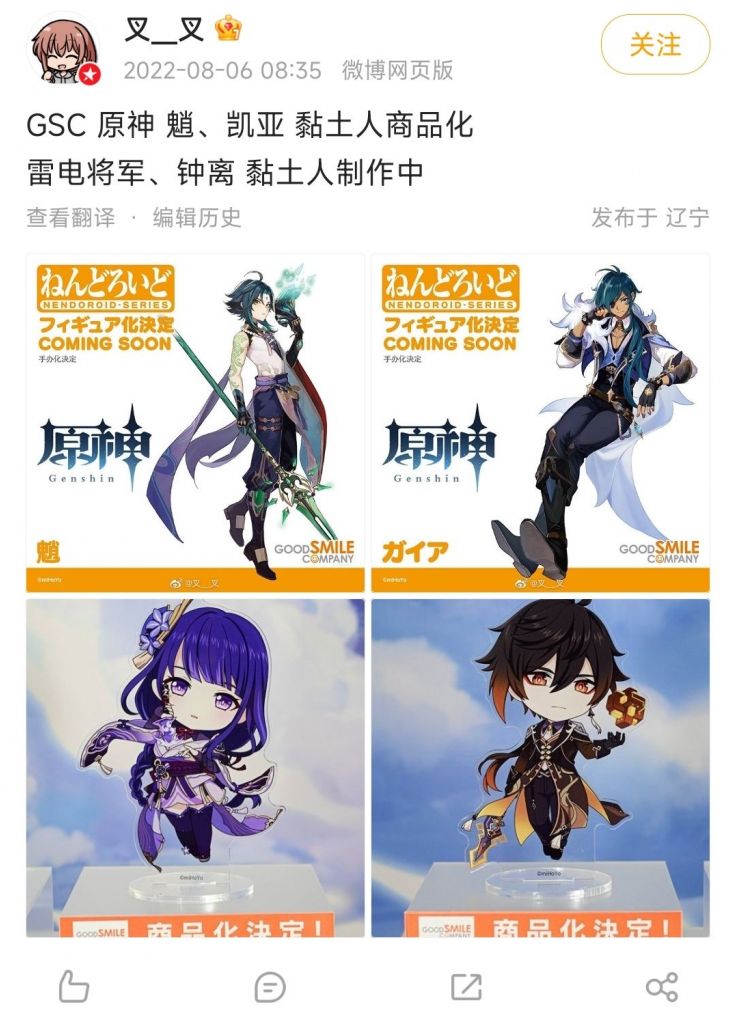 叉__叉
关注
2022-08-06 08:35 微博网页版
GSC 原神 魈、凯亚 黏土人商品化
雷电将军、钟离 黏土人制作中
查看翻译 · 编辑历史
发布于 辽宁
ねんどろいど
NENDOROID·SERIES
フィギュア化決定
COMING SOON
手办化决定
原神
Genshin
魈
GOOD SMILE
COMPANY
©miHoYo
@叉__叉
ねんどろいど
NENDOROID·SERIES
フィギュア化決定
COMING SOON
手办化决定
原神
Genshin
ガイア
GOOD SMILE
COMPANY
©miHoYo
@叉__叉
©miHoYo
GOOD SMILE
COMPANY
商品化决定!
©miHoYo
GOOD SMILE
COMPANY
商品化决定!